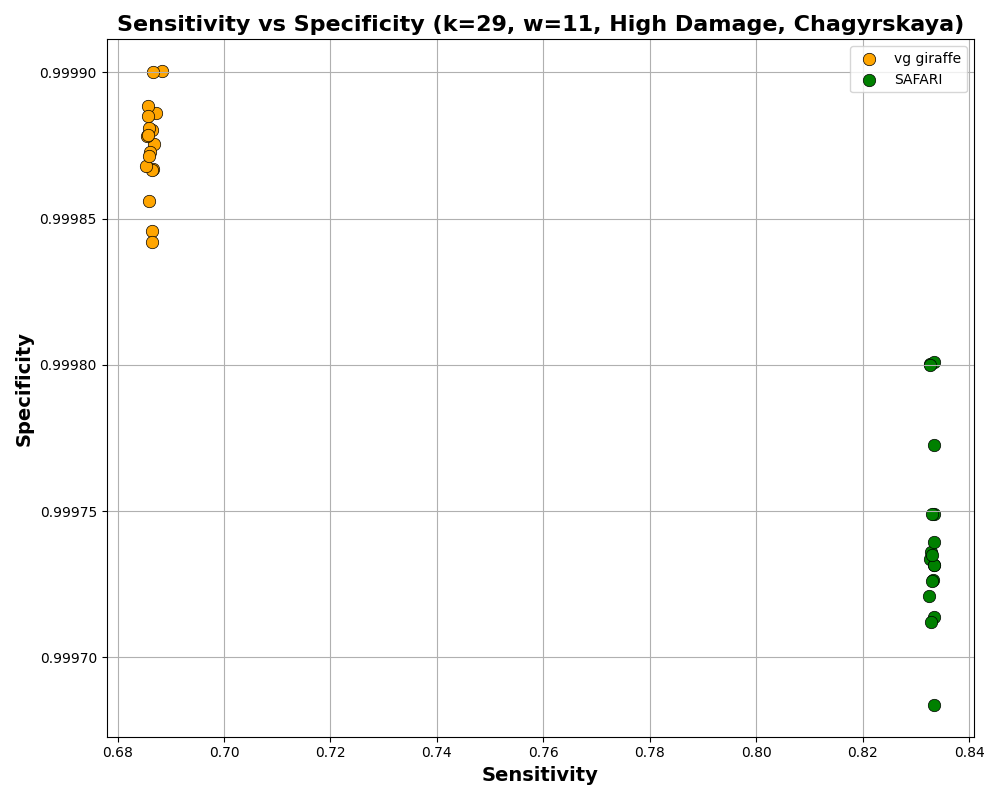 Sensitivity vs Specificity (k=29, w=11, High Damage, Chagyrskaya)
vg giraffe
SAFARI
0.99990
0.99985
0.99980
0.99975
0.99970
Specificity
0.68 0.70 0.72 0.74 0.76 0.78 0.80 0.82 0.84
Sensitivity